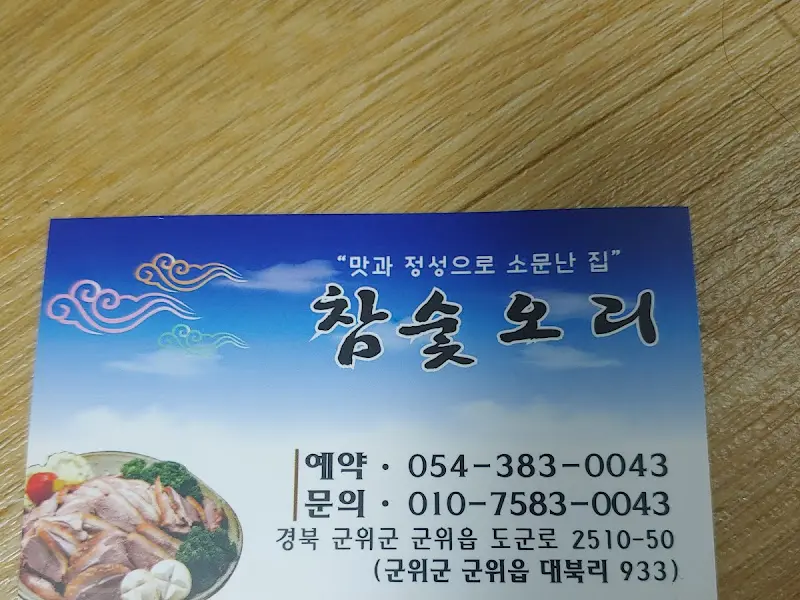 “맛과 정성으로 소문난 집”
참숯오리
예약 · 054-383-0043
문의 · 010-7583-0043
경북 군위군 군위읍 도군로 2510-50
(군위군 군위읍 대북리 933)